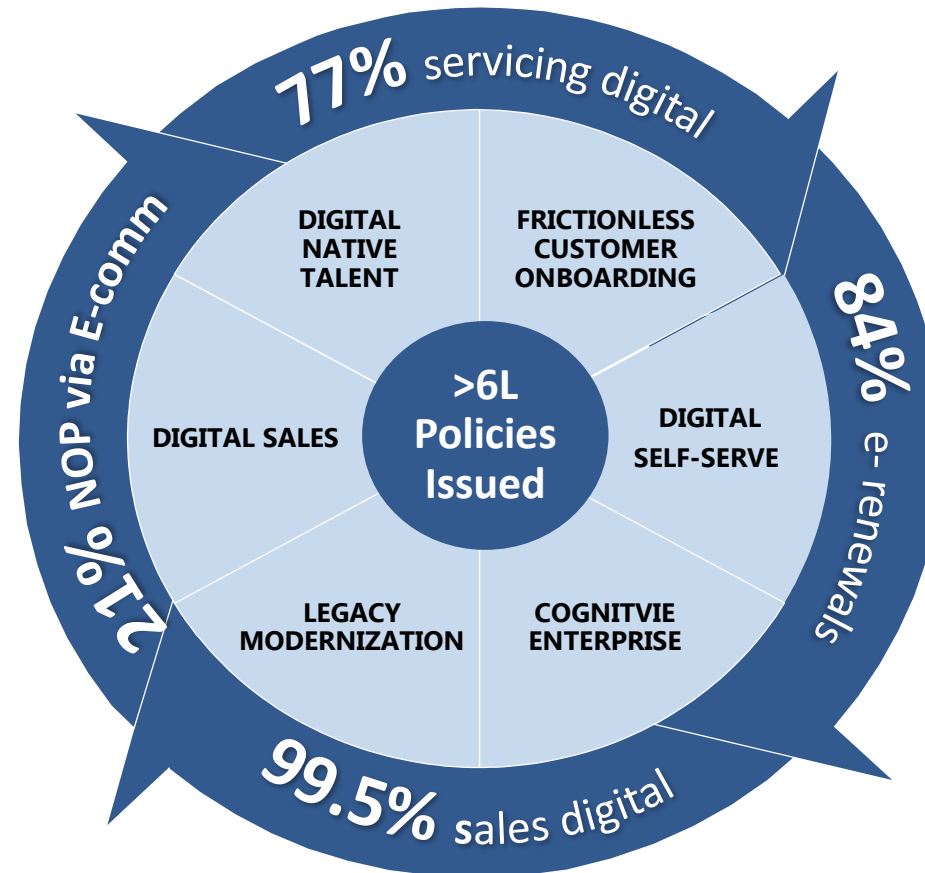 77% servicing digital
84% e- renewals
99.5% sales digital
21% NOP via E-comm
DIGITAL
NATIVE
TALENT
FRICTIONLESS
CUSTOMER
ONBOARDING
DIGITAL SALES
>6L
Policies
Issued
DIGITAL
SELF-SERVE
LEGACY
MODERNIZATION
COGNITVIE
ENTERPRISE